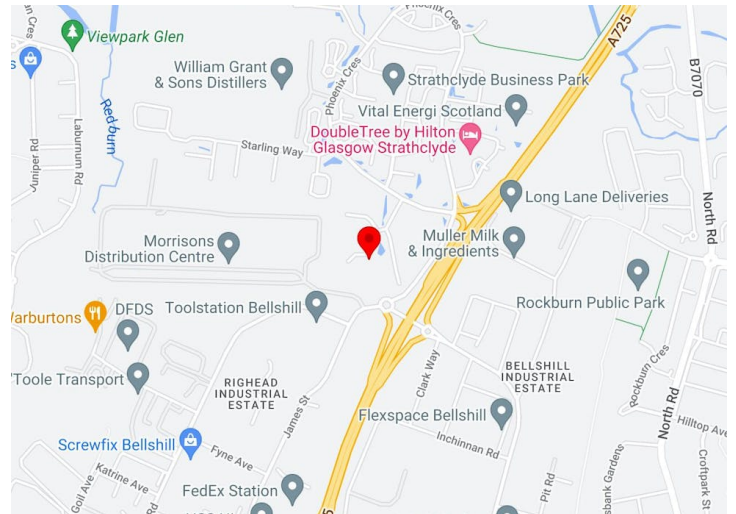 Phoenix Cres
A725
Viewpark Glen
William Grant
& Sons Distillers
Phoenix Cres
Strathclyde Business Park
B7070
Redburn
Vital Energi Scotland
DoubleTree by Hilton
Glasgow Strathclyde
Juniper Rd
Laburnum Rd
Starling Way
Long Lane Deliveries
North Rd
Morrisons
Distribution Centre
Muller Milk
& Ingredients
Rockburn Public Park
Warburtons
DFDS
Toolstation Bellshill
Toole Transport
RIGHEAD
INDUSTRIAL
ESTATE
James St
Clark Way
BELLSHILL
INDUSTRIAL
ESTATE
Rockburn Cres
North Rd
Flexspace Bellshill
Hilltop Ave
Screwfix Bellshill
Fyne Ave
Inchinnan Rd
Croftpark St
Katrine Ave
Goil Ave
FedEx Station
Pit Rd
sbank Gardens
Rd
5